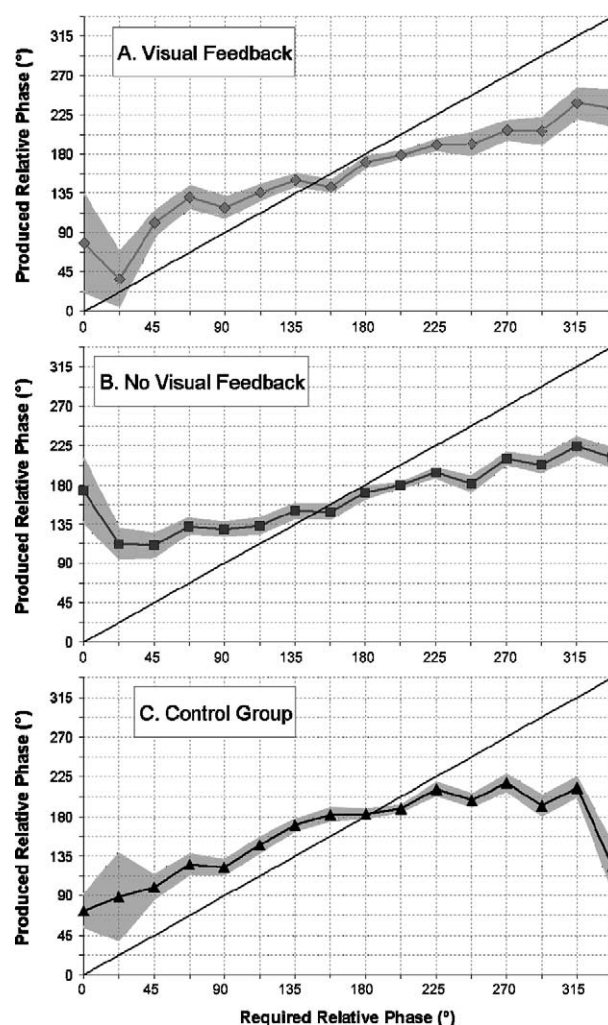 A. Visual Feedback
Produced Relative Phase (°)
315
270
225
180
135
90
45
0
0 45 90 135 180 225 270 315
B. No Visual Feedback
Produced Relative Phase (°)
315
270
225
180
135
90
45
0
0 45 90 135 180 225 270 315
C. Control Group
Produced Relative Phase (°)
315
270
225
180
135
90
45
0
0 45 90 135 180 225 270 315
Required Relative Phase (º)